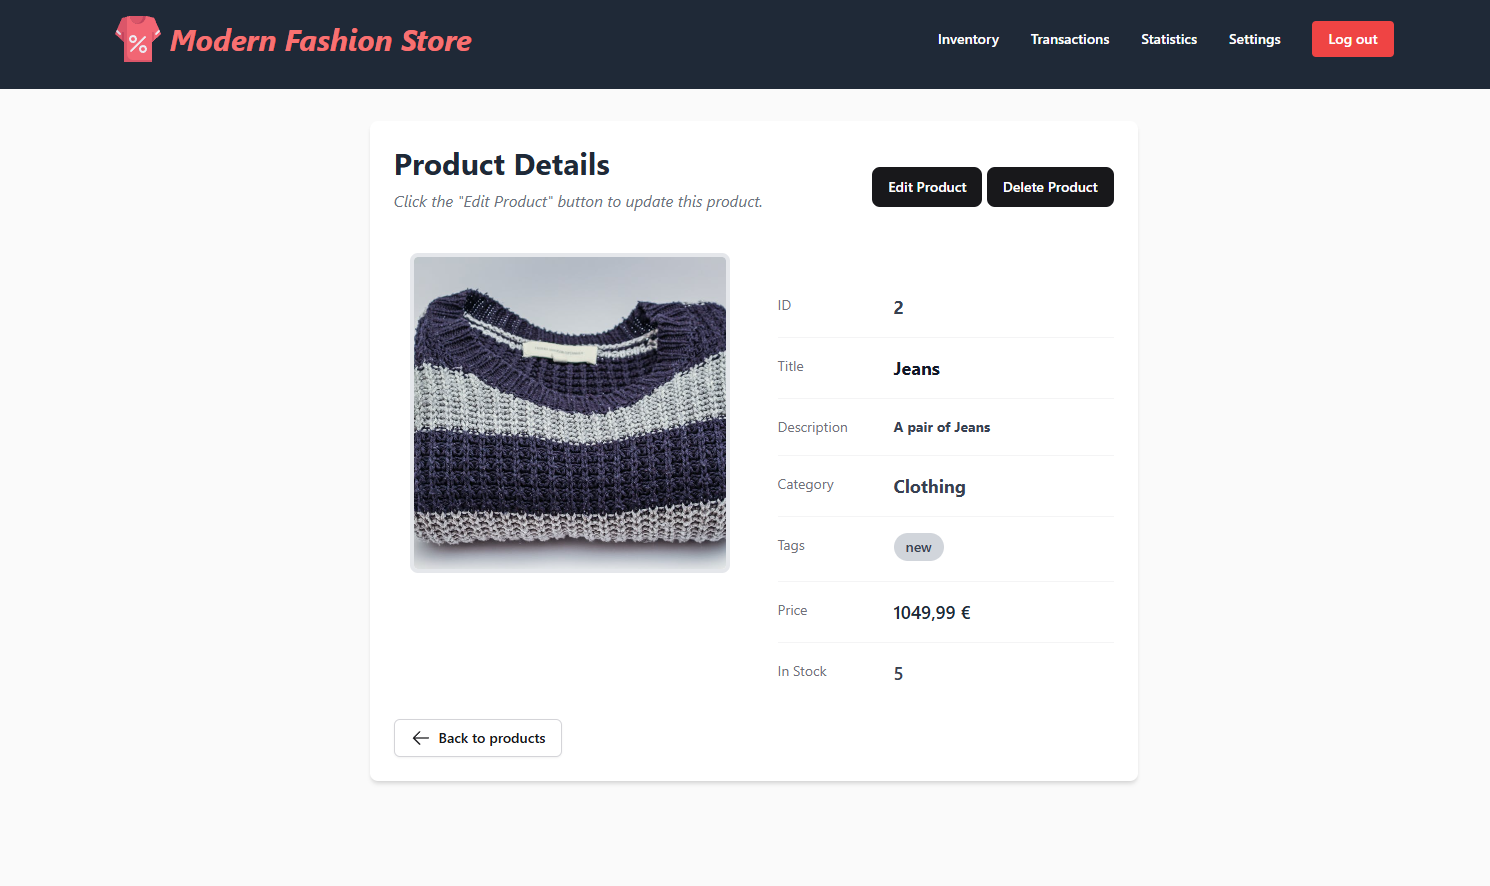 %
Modern Fashion Store
Inventory
Transactions
Statistics
Settings
Log out
Product Details
Click the "Edit Product" button to update this product.
Edit Product
Delete Product
ID
2
Title
Jeans
Description
A pair of Jeans
Category
Clothing
Tags
new
Price
1049,99 €
In Stock
5
Back to products